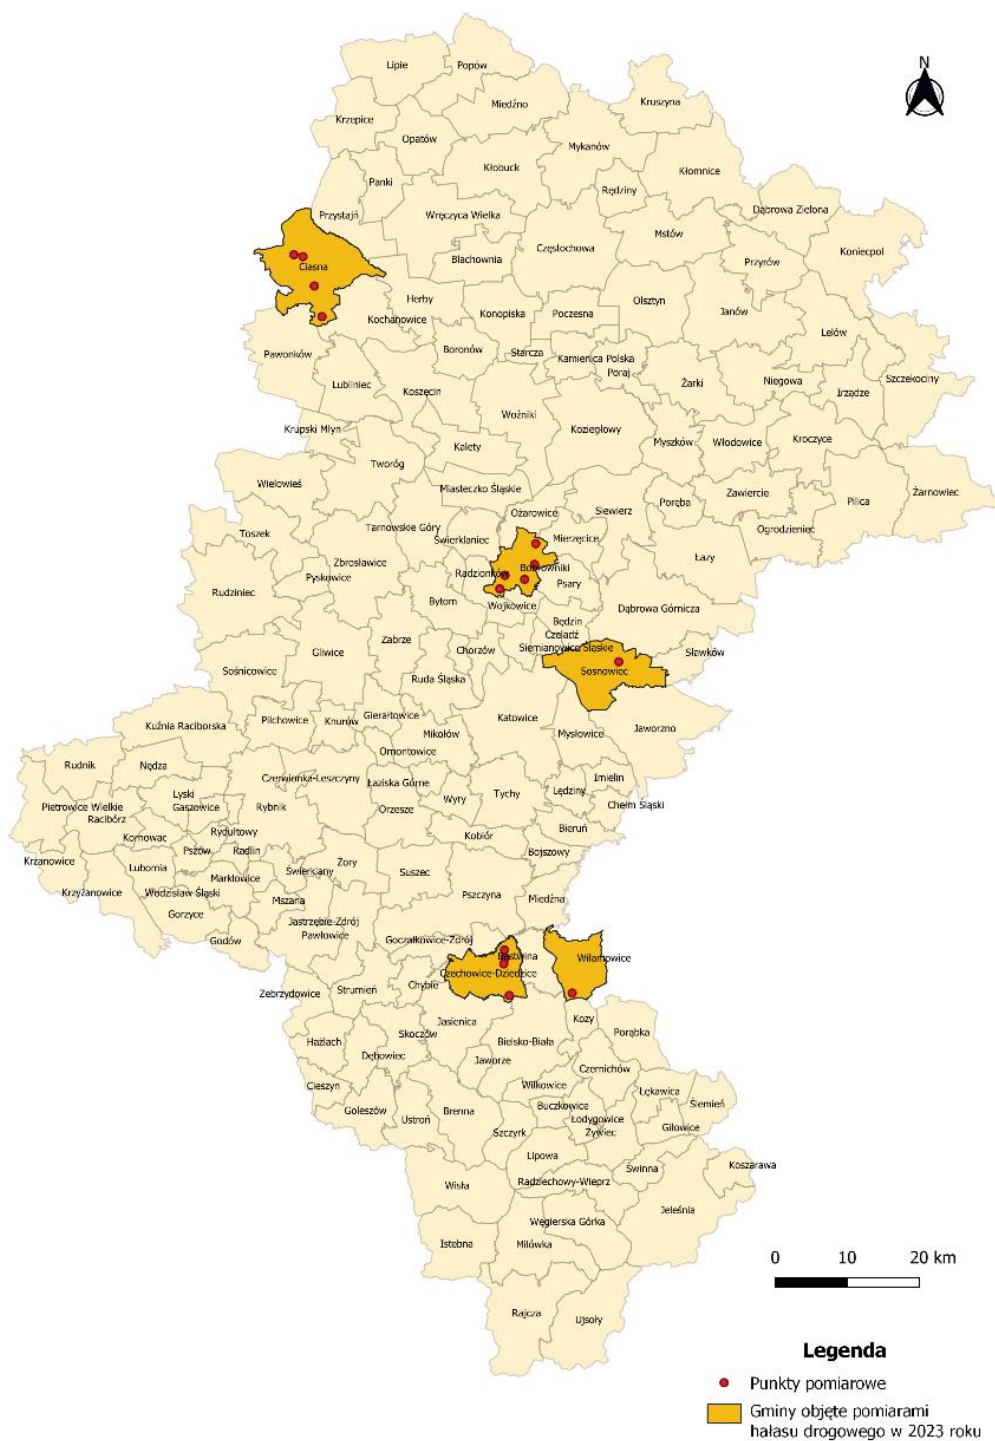 Lipie
Popów
N
Miedźno
Kruszyna
Krzepice
Opatów
Mykanów
Kłobuck
Kłomnice
Panki
Rędziny
Przystajń
Wręczyca Wielka
Dąbrowa Zielona
Mstów
Częstochowa
Koniecpol
Blachownia
Przyrów
Ciasna
Herby
Konopiska
Poczesna
Olsztyn
Janów
Kochanowice
Lelów
Pawonków
Boronów
Starcza
Kamienica Polska
Poraj
Lubliniec
Koszęcin
Żarki
Niegowa
Szczekociny
Irządze
Woźniki
Krupski Młyn
Koziegłowy
Kalety
Myszków
Włodowice
Kroczyce
Tworóg
Wielowieś
Miasteczko Śląskie
Zawiercie
Żarnowiec
Poręba
Pilica
Ożarowice
Siewierz
Tarnowskie Góry
Toszek
Świerklaniec
Mierzęcice
Ogrodzieniec
Zbrosławice
Łazy
Radzionków
Bobrowniki
Pyskowice
Psary
Rudziniec
Bytom
Wojkowice
Dąbrowa Górnicza
Będzin
Czeladź
Zabrze
Gliwice
Chorzów
Siemianowice Śląskie
Sławków
Sośnicowice
Sosnowiec
Ruda Śląska
Kuźnia Raciborska
Pilchowice
Knurów
Gierałtowice
Katowice
Mikołów
Mysłowice
Jaworzno
Ornontowice
Rudnik
Nędza
Czerwionka-Leszczyny
Łaziska Górne
Imielin
Lyski
Tychy
Lędziny
Wyry
Pietrowice Wielkie
Gaszowice
Rybnik
Orzesze
Chełm Śląski
Racibórz
Kornowac
Rydułtowy
Kobiór
Bieruń
Pszów
Radlin
Bojszowy
Krzanowice
Lubomia
Świerklany
Żory
Suszec
Marklowice
Krzyżanowice
Wodzisław Śląski
Mszana
Pszczyna
Miedźna
Gorzyce
Jastrzębie-Zdrój
Pawłowice
Godów
Goczałkowice-Zdrój
Bestwina
Wilamowice
Czechowice-Dziedzice
Zebrzydowice
Strumień
Chybie
Jasienica
Kozy
Skoczów
Porąbka
Hażlach
Bielsko-Biała
Dębowiec
Jaworze
Czernichów
Cieszyn
Wilkowice
Łękawica
Goleszów
Ustroń
Brenna
Buczkowice
Ślemień
Łodygowice
Szczyrk
Żywiec
Gilowice
Lipowa
Świnna
Koszarawa
Wisła
Radziechowy-Wieprz
Jeleśnia
Węgierska Górka
Istebna
Milówka
0 10 20 km
Rajcza
Ujsoły
Legenda
Punkty pomiarowe
Gminy objęte pomiarami
hałasu drogowego w 2023 roku